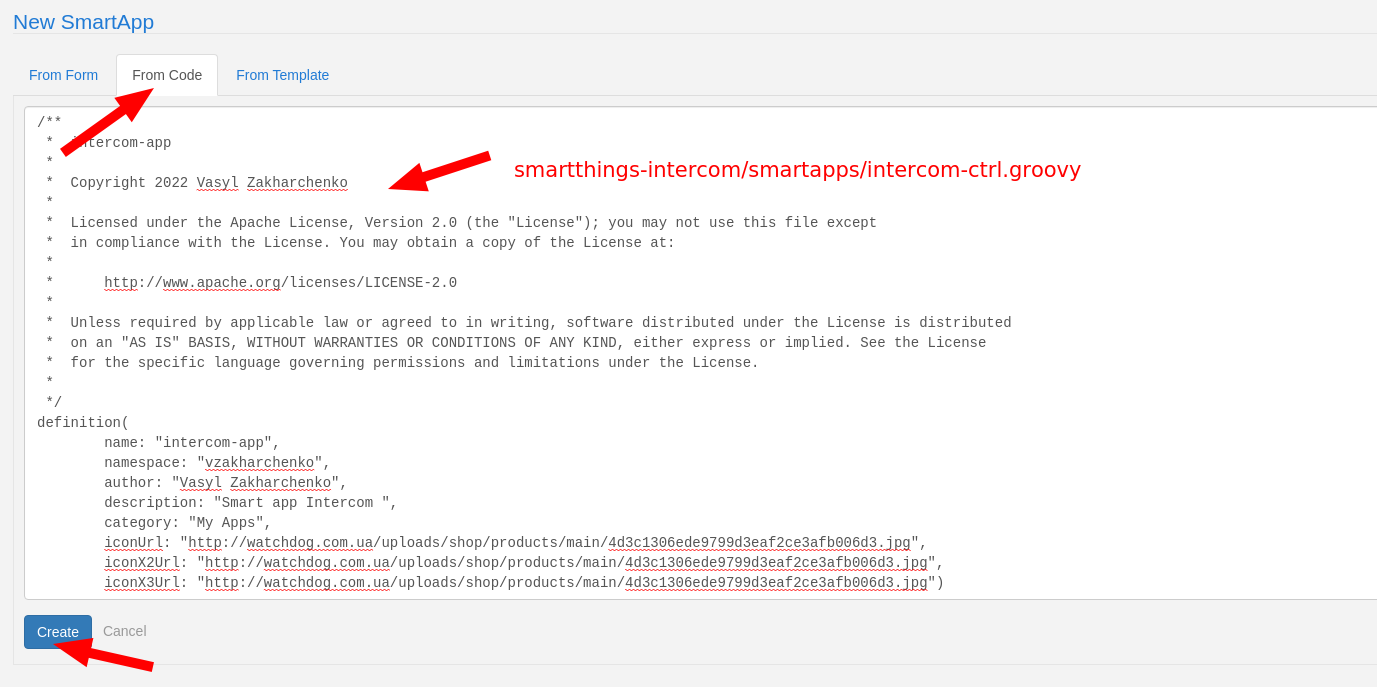 New SmartApp
From Form From Code From Template
/**
* intercom-app
*
* Copyright 2022 Vasyl Zakharchenko
smartthings-intercom/smartapps/intercom-ctrl.groovy
*
* Licensed under the Apache License, Version 2.0 (the "License"); you may not use this file except
* in compliance with the License. You may obtain a copy of the License at:
*
* http://www.apache.org/licenses/LICENSE-2.0
*
* Unless required by applicable law or agreed to in writing, software distributed under the License is distributed
* on an "AS IS" BASIS, WITHOUT WARRANTIES OR CONDITIONS OF ANY KIND, either express or implied. See the License
* for the specific language governing permissions and limitations under the License.
*
*/
definition(
name: "intercom-app",
namespace: "vzakharchenko",
author: "Vasyl Zakharchenko",
description: "Smart app Intercom ",
category: "My Apps",
iconUrl: "http://watchdog.com.ua/uploads/shop/products/main/4d3c1306ede9799d3eaf2ce3afb006d3.jpg",
iconX2Url: "http://watchdog.com.ua/uploads/shop/products/main/4d3c1306ede9799d3eaf2ce3afb006d3.jpg",
iconX3Url: "http://watchdog.com.ua/uploads/shop/products/main/4d3c1306ede9799d3eaf2ce3afb006d3.jpg")
Create Cancel